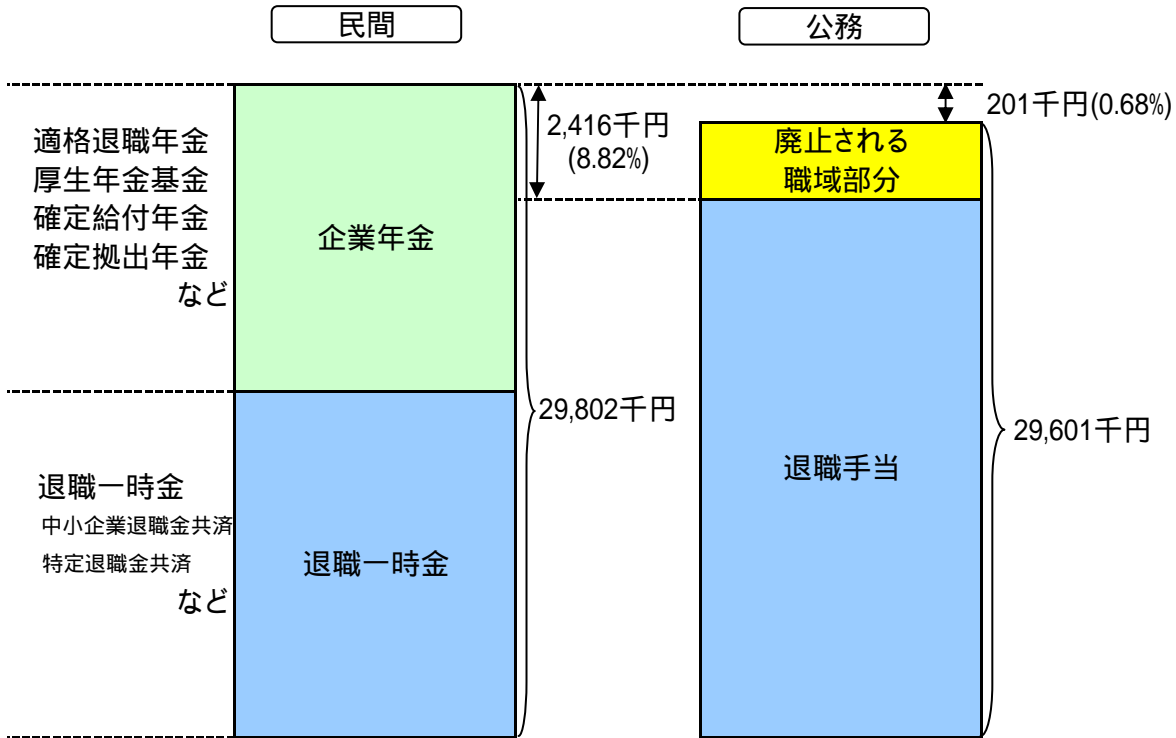 民間
公務
201千円(0.68%)
2,416千円
(8.82%)
廃止される
職域部分
適格退職年金
厚生年金基金
確定給付年金
確定拠出年金
など
企業年金
29,802千円
29,601千円
退職手当
退職一時金
中小企業退職金共済
特定退職金共済
など
退職一時金